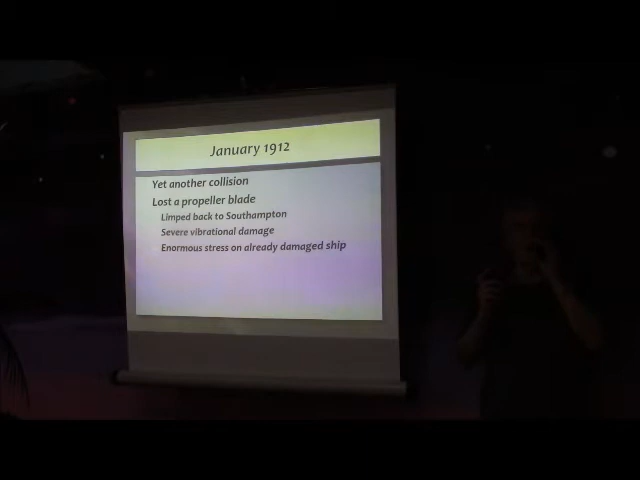 January 1912
Yet another collision
Lost a propeller blade
Limped back to Southampton
Severe vibrational damage
Enormous stress on already damaged ship